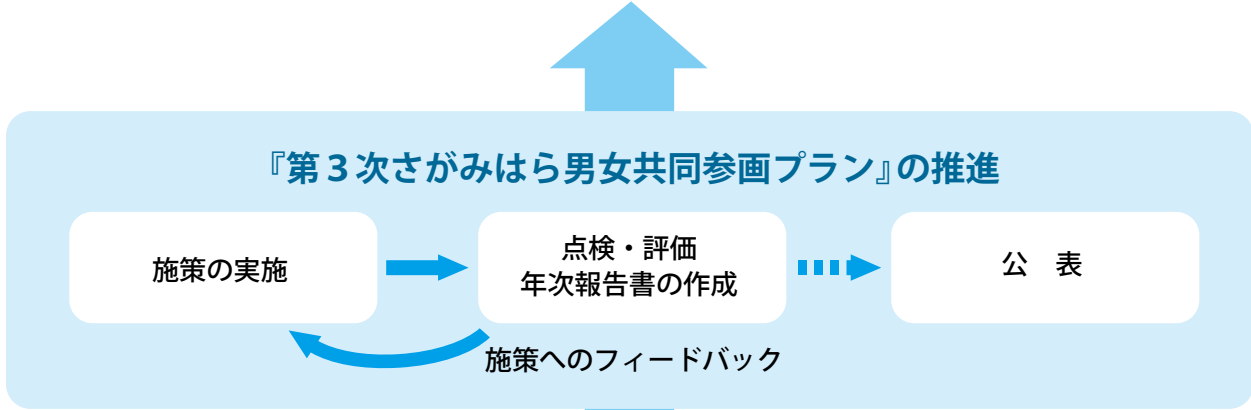 『第３次さがみはら男女共同参画プラン』の推進
施策の実施
点検・評価
年次報告書の作成
公　表
施策へのフィードバック